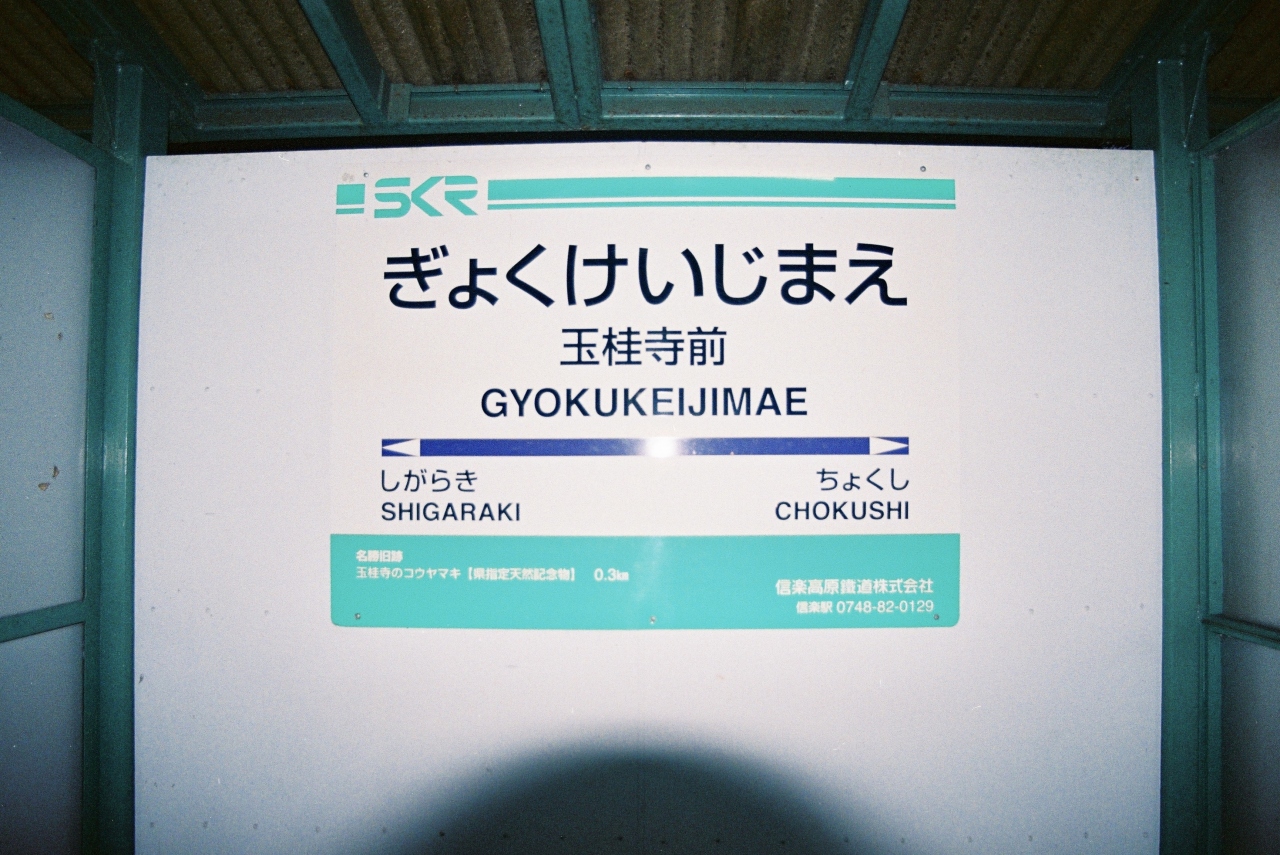 SKR
ぎょくけいじまえ
玉桂寺前
GYOKUKEIJIMAE
しがらき
SHIGARAKI
ちょくし
CHOKUSHI
名勝旧跡
玉桂寺のコウヤマキ【県指定天然記念物】 0.3㎞
信楽高原鐵道株式会社
信楽駅 0748-82-0129